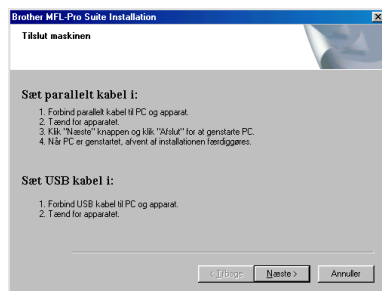 Brother MFL-Pro Suite Installation
Tilslut maskinen
Sæt parallelt kabel i:
1. Forbind parallelt kabel til PC og apparat.
2. Tænd for apparatet.
3. Klik "Næste" knappen og klik "Afslut" for at genstarte PC.
4. Når PC er genstartet, afvent af installationen færdiggøres.
Sæt USB kabel i:
1. Forbind USB kabel til PC og apparat.
2. Tænd for apparatet.
< Tilbage
Næste >
Annuller